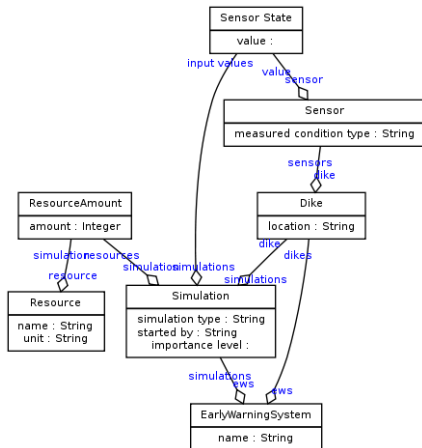 Sensor State
value :
input values
value
sensor
Sensor
measured condition type : String
sensors
dike
ResourceAmount
amount : Integer
Dike
location : String
simulation
resources
simulation
simulations
dike
dikes
resource
simulations
Resource
name : String
unit : String
Simulation
simulation type : String
started by : String
importance level :
simulations
ews
ews
EarlyWarningSystem
name : String